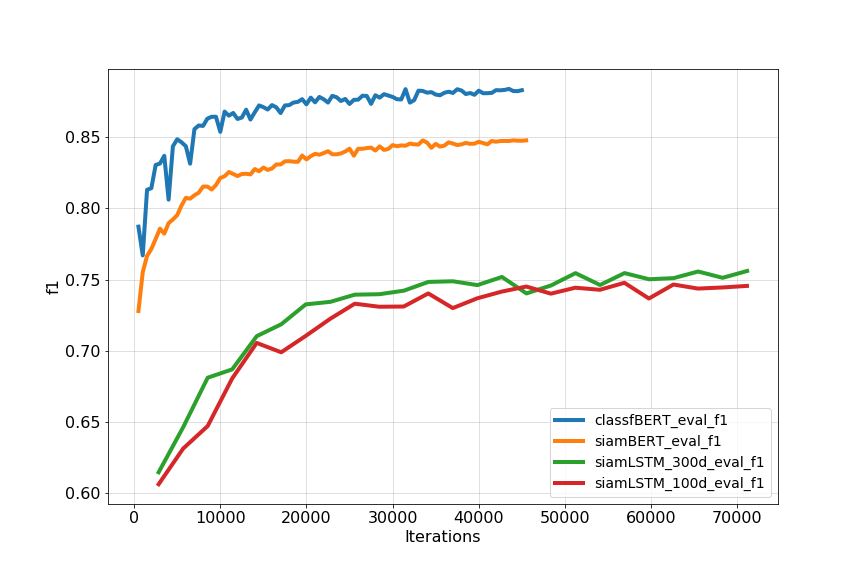 f1
0.85
0.80
0.75
0.70
0.65
0.60
classfBERT_eval_f1
siamBERT_eval_f1
siamLSTM_300d_eval_f1
siamLSTM_100d_eval_f1
0 10000 20000 30000 40000 50000 60000 70000
Iterations